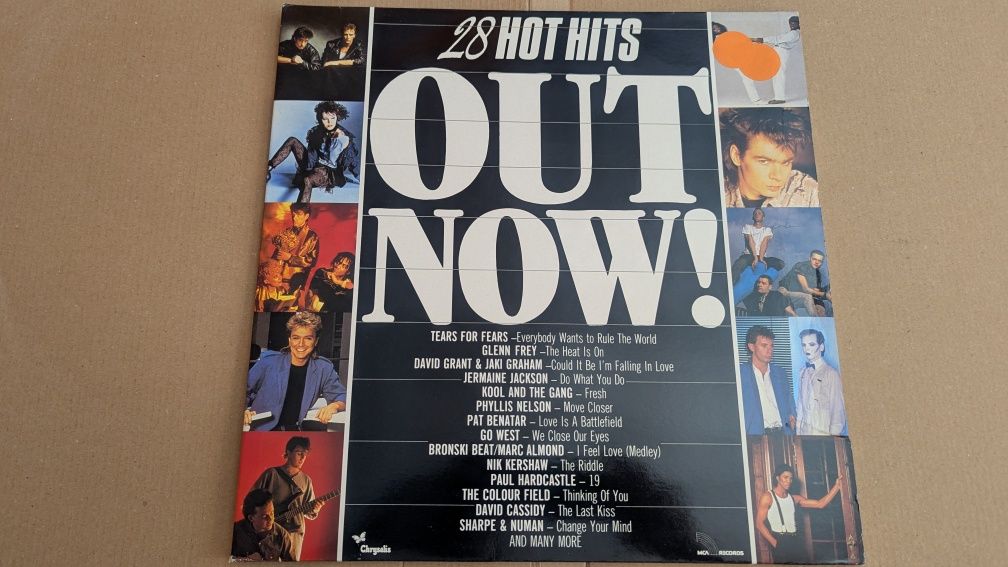 28 HOT HITS
OUT
NOW!
TEARS FOR FEARS –Everybody Wants to Rule The World
GLENN FREY –The Heat Is On
DAVID GRANT & JAKI GRAHAM –Could It Be I'm Falling In Love
JERMAINE JACKSON – Do What You Do
KOOL AND THE GANG – Fresh
PHYLLIS NELSON – Move Closer
PAT BENATAR – Love Is A Battlefield
GO WEST – We Close Our Eyes
BRONSKI BEAT/MARC ALMOND – I Feel Love (Medley)
NIK KERSHAW – The Riddle
PAUL HARDCASTLE – 19
THE COLOUR FIELD – Thinking Of You
DAVID CASSIDY – The Last Kiss
SHARPE & NUMAN – Change Your Mind
AND MANY MORE
Chrysalis
MCA RECORDS